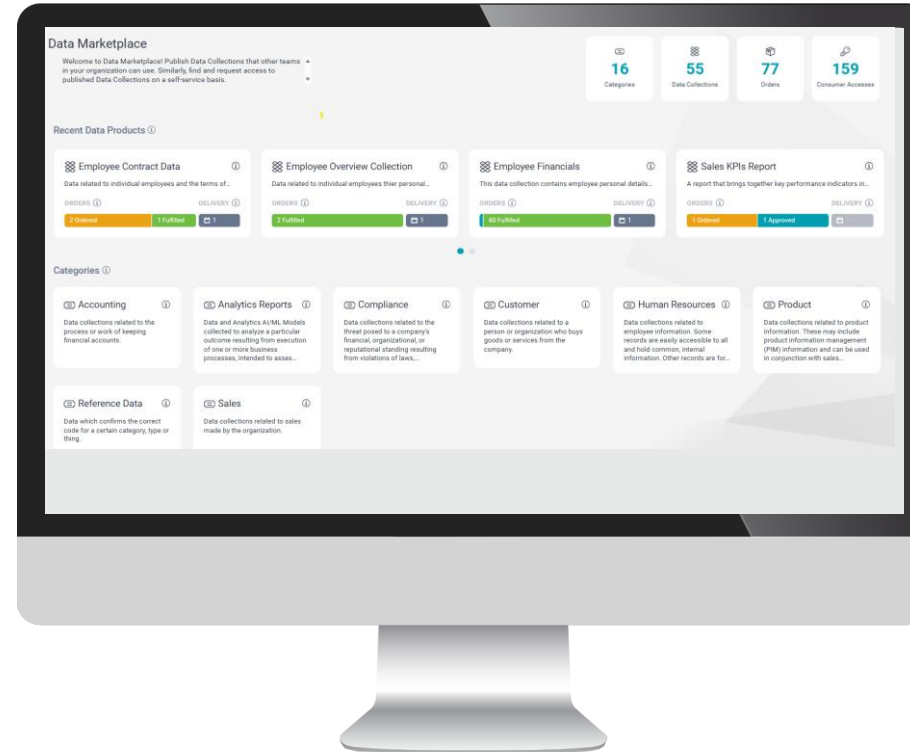 Data Marketplace
Welcome to Data Marketplace! Publish Data Collections that other teams
in your organization can use. Similarly, find and request access to
published Data Collections on a self-service basis.
16
Categories
55
Data Collections
77
Orders
159
Consumer Accesses
Recent Data Products
Employee Contract Data
Data related to individual employees and the terms of...
ORDERS DELIVERY
2 Ordered 1 Fulfilled 1
Employee Overview Collection
Data related to individual employees thier personal...
ORDERS DELIVERY
2 Fulfilled 1
Employee Financials
This data collection contains employee personal details...
ORDERS DELIVERY
60 Fulfilled 1
Sales KPIs Report
A report that brings together key performance indicators in...
ORDERS DELIVERY
1 Ordered 1 Approved -
Categories
Accounting
Data collections related to the
process or work of keeping
financial accounts.
Analytics Reports
Data and Analytics AI/ML Models
collected to analyze a particular
outcome resulting from execution
of one or more business
processes, intended to asses...
Compliance
Data collections related to the
threat posed to a company's
financial, organizational, or
reputational standing resulting
from violations of laws,...
Customer
Data collections related to a
person or organization who buys
goods or services from the
company.
Human Resources
Data collections related to
employee information. Some
records are easily accessible to all
and hold common, internal
information. Other records are for...
Product
Data collections related to product
information. These may include
product information management
(PIM) information and can be used
in conjunction with sales...
Reference Data
Data which confirms the correct
code for a certain category, type or
thing.
Sales
Data collections related to sales
made by the organization.